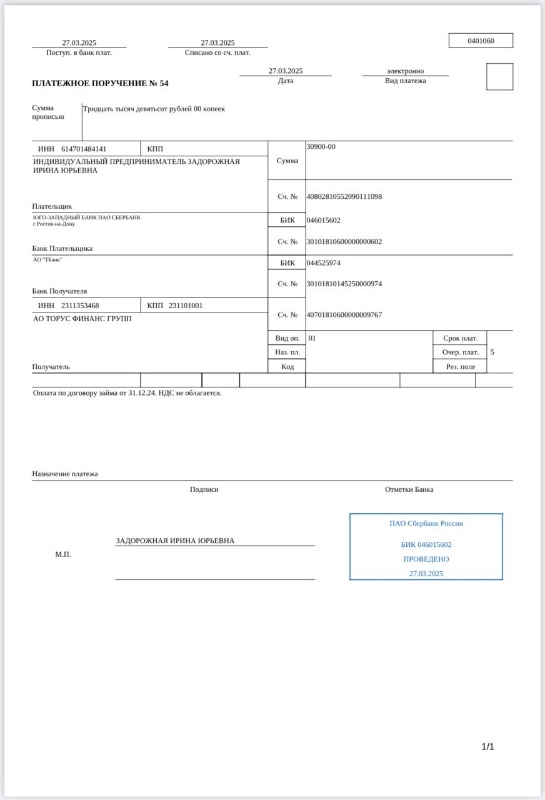 27.03.2025
27.03.2025
0401060
Поступ. в банк плат.
Списано со сч. плат.
27.03.2025
электронно
ПЛАТЕЖНОЕ ПОРУЧЕНИЕ № 54
Дата
Вид платежа
Сумма прописью
Тридцать тысяч девятьсот рублей 00 копеек
ИНН 614701484141
КПП
Сумма
30900-00
ИНДИВИДУАЛЬНЫЙ ПРЕДПРИНИМАТЕЛЬ ЗАДОРОЖНАЯ
ИРИНА ЮРЬЕВНА
Сч. №
40802810552090111098
Плательщик
ЮГО-ЗАПАДНЫЙ БАНК ПАО СБЕРБАНК
г.Ростов-на-Дону
БИК
046015602
Сч. №
30101810600000000602
Банк Плательщика
АО "ТБанк"
БИК
044525974
Сч. №
30101810145250000974
Банк Получателя
ИНН 2311353468
КПП 231101001
Сч. №
40701810600000009767
АО ТОРУС ФИНАНС ГРУПП
Вид оп.
01
Срок плат.
Наз. пл.
Очер. плат.
5
Получатель
Код
Рез. поле
Оплата по договору займа от 31.12.24. НДС не облагается.
Назначение платежа
Подписи
Отметки Банка
ПАО Сбербанк России
БИК 046015602
ПРОВЕДЕНО
27.03.2025
ЗАДОРОЖНАЯ ИРИНА ЮРЬЕВНА
М.П.
1/1